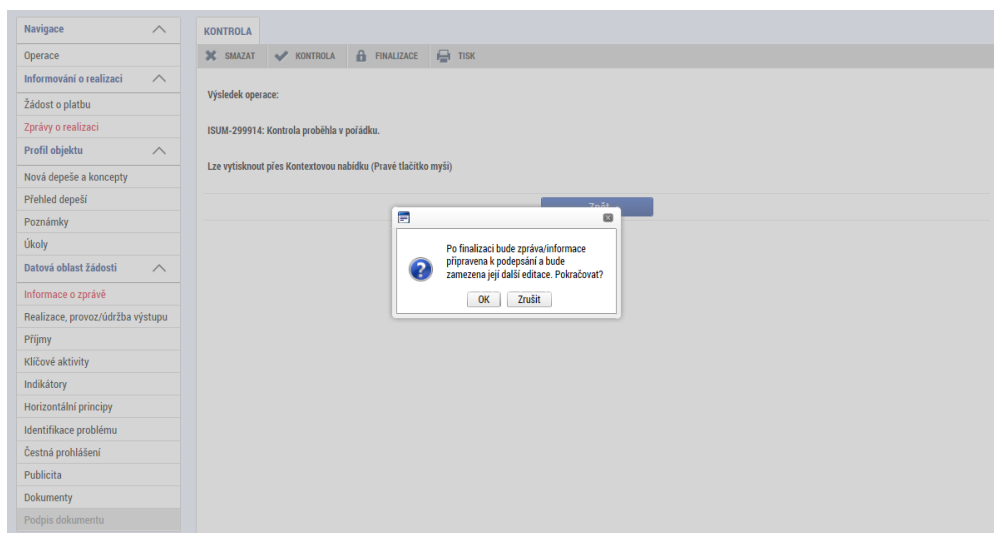 Navigace
Operace
Informování o realizaci
Žádost o platbu
Zprávy o realizaci
Profil objektu
Nová depeše a koncepty
Přehled depeší
Poznámky
Úkoly
Datová oblast žádosti
Informace o zprávě
Realizace, provoz/údržba výstupu
Příjmy
Klíčové aktivity
Indikátory
Horizontální principy
Identifikace problému
Čestná prohlášení
Publicita
Dokumenty
Podpis dokumentu
KONTROLA
SMAZAT KONTROLA FINALIZACE TISK
Výsledek operace:
ISUM-299914: Kontrola proběhla v pořádku.
Lze vytisknout přes Kontextovou nabídku (Pravé tlačítko myši)
Zpět
Po finalizaci bude zpráva/informace
připravena k podepsání a bude
zamezena její další editace. Pokračovat?
OK Zrušit